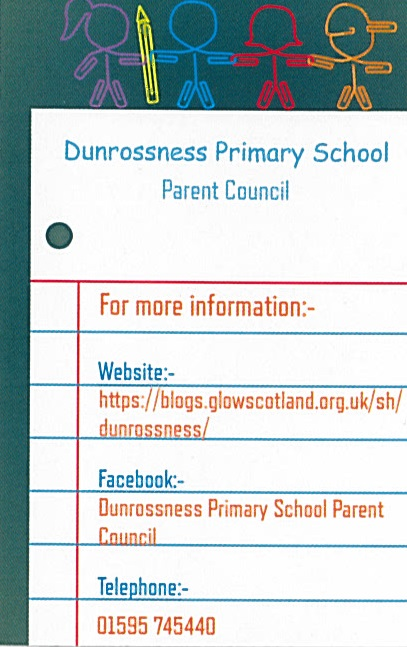 Dunrossness Primary School
Parent Council
For more information:-
Website:-
https://blogs.glowscotland.org.uk/sh/
dunrossness/
Facebook:-
Dunrossness Primary School Parent
Council
Telephone:-
01595 745440